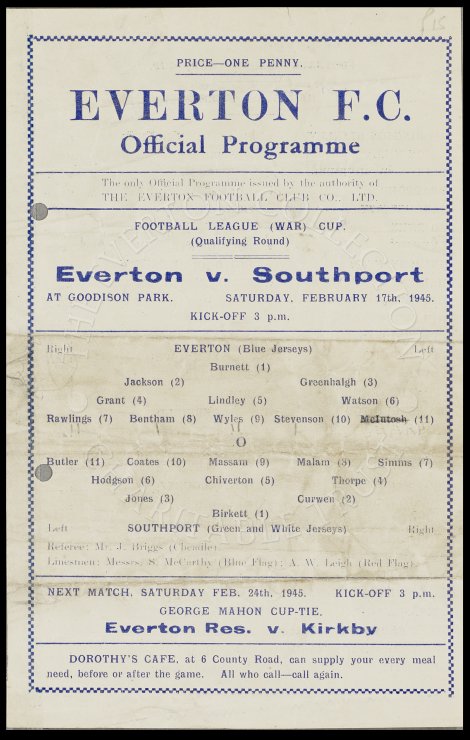 PRICE—ONE PENNY.
EVERTON F.C.
Official Programme
The only Official Programme issued by the authority of
THE EVERTON FOOTBALL CLUB CO., LTD.
FOOTBALL LEAGUE (WAR) CUP.
(Qualifying Round)
Everton v. Southport
AT GOODISON PARK. SATURDAY, FEBRUARY 17th, 1945.
KICK-OFF 3 p.m.
Right EVERTON (Blue Jerseys) Left
Burnett (1)
Jackson (2) Greenhalgh (3)
Grant (4) Lindley (5) Watson (6)
Rawlings (7) Bentham (8) Wyles (9) Stevenson (10) McIntosh (11)
O
Butler (11) Coates (10) Massam (9) Malam (8) Simms (7)
Hodgson (6) Chiverton (5) Thorpe (4)
Jones (3) Curwen (2)
Birkett (1)
Left SOUTHPORT (Green and White Jerseys) Right
Referee: Mr. J. Briggs (Cheadle).
Linesmen: Messrs. S. McCarthy (Blue Flag); A. W. Leigh (Red Flag).
NEXT MATCH, SATURDAY FEB. 24th, 1945. KICK-OFF 3 p.m.
GEORGE MAHON CUP-TIE.
Everton Res. v. Kirkby
DOROTHY'S CAFE, at 6 County Road, can supply your every meal
need, before or after the game. All who call—call again.